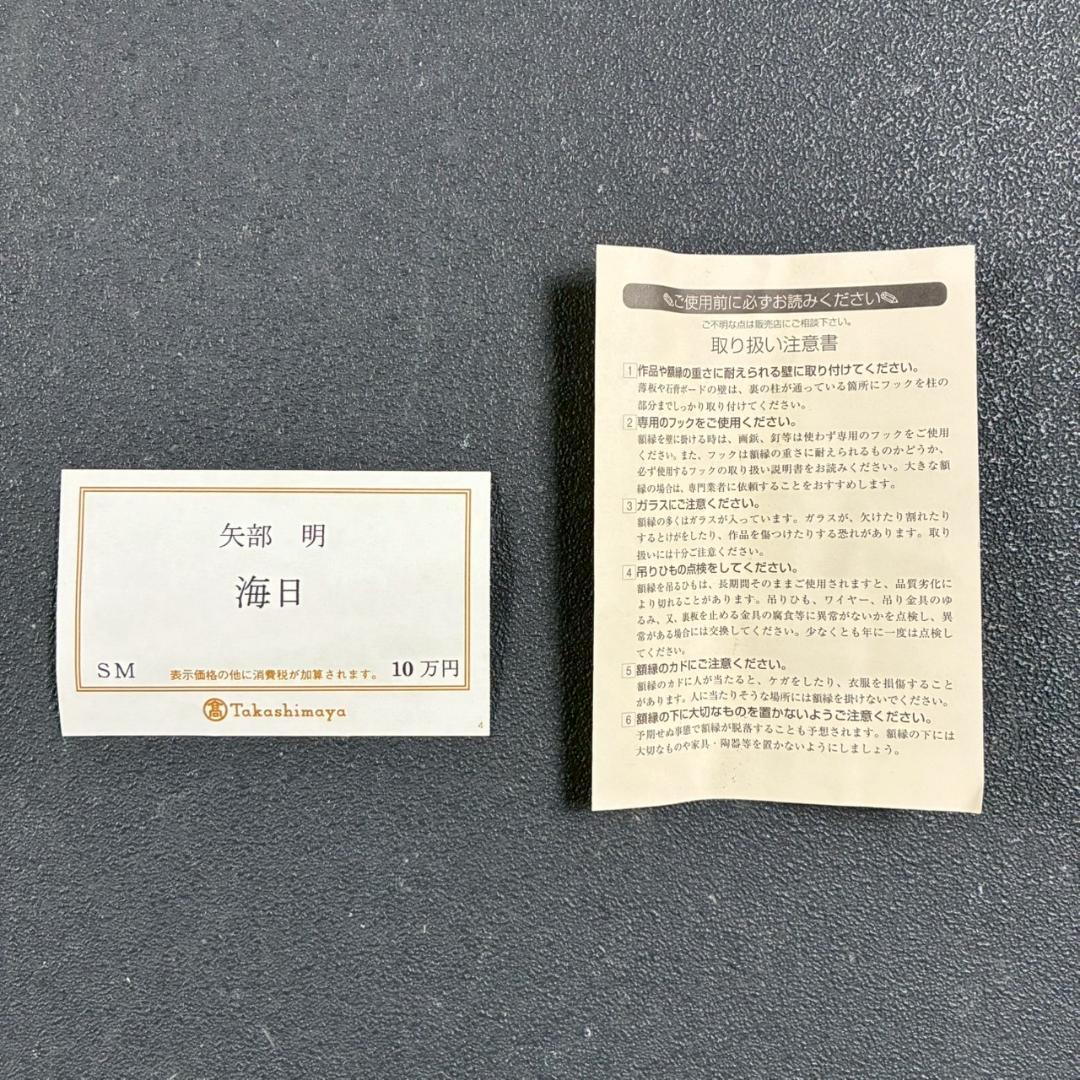 矢部 明
海日
SM 表示価格の他に消費税が加算されます。 10万円
髙 Takashimaya
4
ご使用前に必ずお読みください
ご不明な点は販売店にご相談下さい。
取り扱い注意書
1 作品や額縁の重さに耐えられる壁に取り付けてください。
薄板や石膏ボードの壁は、裏の柱が通っている箇所にフックを柱の
部分までしっかり取り付けてください。
2 専用のフックをご使用ください。
額縁を壁に掛ける時は、画鋲、釘等は使わず専用のフックをご使用
ください。また、フックは額縁の重さに耐えられるものかどうか、
必ず使用するフックの取り扱い説明書をお読みください。大きな額
縁の場合は、専門業者に依頼することをおすすめします。
3 ガラスにご注意ください。
額縁の多くはガラスが入っています。ガラスが、欠けたり割れたり
するとけがをしたり、作品を傷つけたりする恐れがあります。取り
扱いには十分ご注意ください。
4 吊りひもの点検をしてください。
額縁を吊るひもは、長期間そのままご使用されますと、品質劣化に
より切れることがあります。吊りひも、ワイヤー、吊り金具のゆ
るみ、又、裏板を止める金具の腐食等に異常がないかを点検し、異
常がある場合には交換してください。少なくとも年に一度は点検し
てください。
5 額縁のカドにご注意ください。
額縁のカドに人が当たると、ケガをしたり、衣服を損傷すること
があります。人に当たりそうな場所には額縁を掛けないでください。
6 額縁の下に大切なものを置かないようご注意ください。
予期せぬ事態で額縁が脱落することも予想されます。額縁の下には
大切なものや家具・陶器等を置かないようにしましょう。